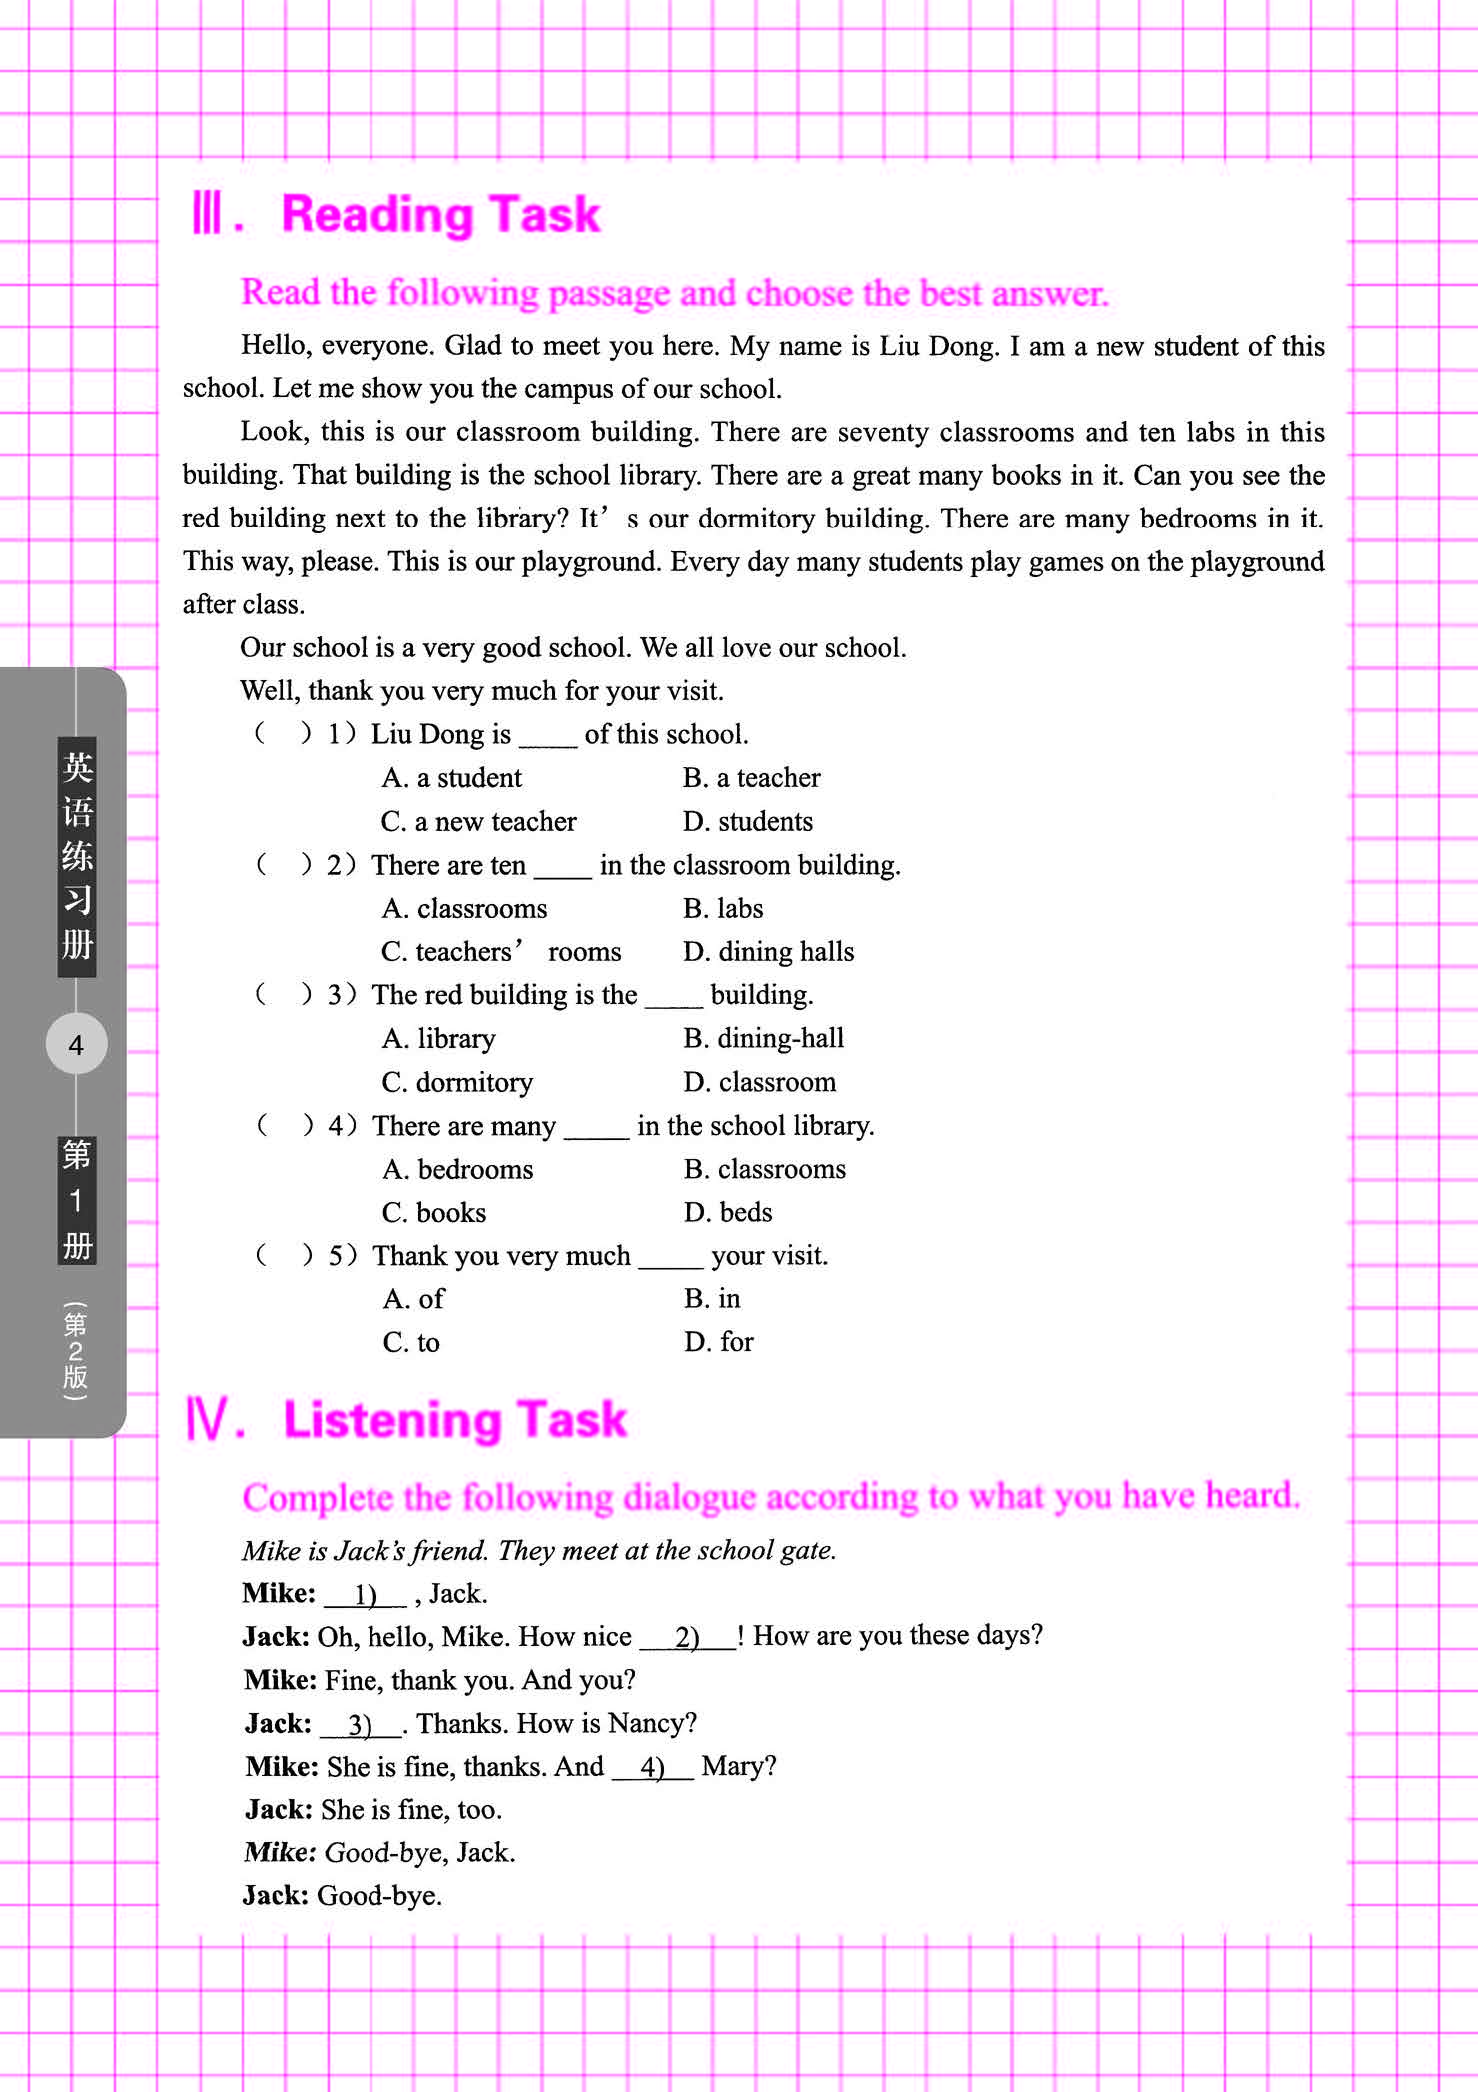 Ⅲ. Reading Task
Read the following passage and choose the best answer.
Hello, everyone. Glad to meet you here. My name is Liu Dong. I am a new student of this
school. Let me show you the campus of our school.
Look, this is our classroom building. There are seventy classrooms and ten labs in this
building. That building is the school library. There are a great many books in it. Can you see the
red building next to the library? It’ s our dormitory building. There are many bedrooms in it.
This way, please. This is our playground. Every day many students play games on the playground
after class.
Our school is a very good school. We all love our school.
Well, thank you very much for your visit.
（ ）1）Liu Dong is ____ of this school.
A. a student B. a teacher
C. a new teacher D. students
（ ）2）There are ten ____ in the classroom building.
A. classrooms B. labs
C. teachers’ rooms D. dining halls
（ ）3）The red building is the ____ building.
A. library B. dining-hall
C. dormitory D. classroom
（ ）4）There are many ____ in the school library.
A. bedrooms B. classrooms
C. books D. beds
（ ）5）Thank you very much ____ your visit.
A. of B. in
C. to D. for
Ⅳ. Listening Task
Complete the following dialogue according to what you have heard.
Mike is Jack’s friend. They meet at the school gate.
Mike: __1)__ , Jack.
Jack: Oh, hello, Mike. How nice __2)__! How are you these days?
Mike: Fine, thank you. And you?
Jack: __3)__. Thanks. How is Nancy?
Mike: She is fine, thanks. And __4)__ Mary?
Jack: She is fine, too.
Mike: Good-bye, Jack.
Jack: Good-bye.
英语练习册
4
第1册
（第2版）